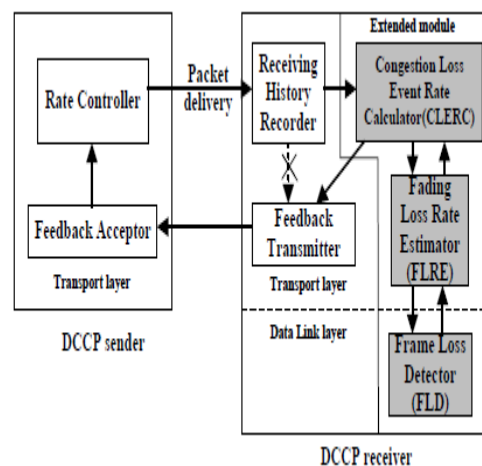 Extended module
Rate Controller
Packet
delivery
Receiving
History
Recorder
Congestion Loss
Event Rate
Calculator(CLERC)
Feedback Acceptor
Transport layer
DCCP sender
Feedback
Transmitter
Transport layer
Fading
Loss Rate
Estimator
(FLRE)
Data Link layer
Frame Loss
Detector
(FLD)
DCCP receiver